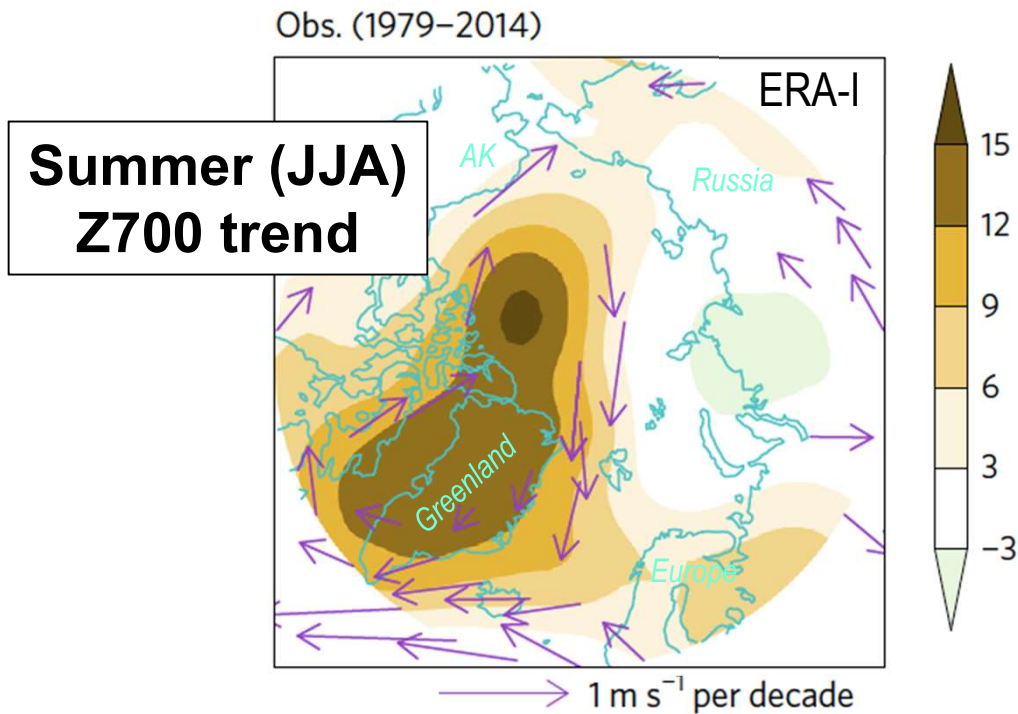 Obs. (1979–2014)
ERA-I
Summer (JJA)
Z700 trend
AK
Russia
Greenland
Europe
15
12
9
6
3
−3
1 m s⁻¹ per decade